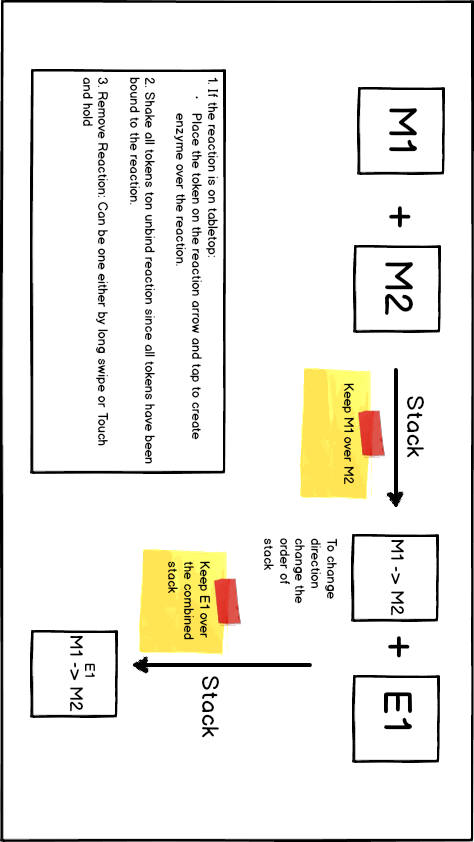 M1 + M2
Stack
Keep M1 over M2
M1 -> M2 + E1
To change
direction
change the
order of
stack
Stack
Keep E1 over
the combined
stack
E1
M1 -> M2
1. If the reaction is on tabletop:
• Place the token on the reaction arrow and tap to create
enzyme over the reaction.
2. Shake all tokens ton unbind reaction since all tokens have been
bound to the reaction.
3. Remove Reaction: Can be one either by long swipe or Touch
and hold